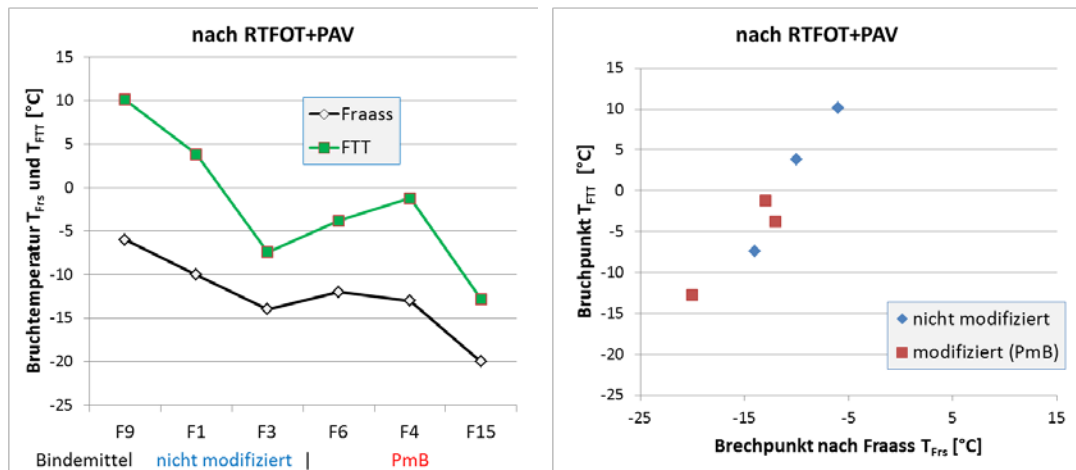 nach RTFOT+PAV
Bruchtemperatur T_Frs und T_FTT [°C]
15
10
5
0
-5
-10
-15
-20
-25
Fraass
FTT
F9 F1 F3 F6 F4 F15
Bindemittel nicht modifiziert | PmB
nach RTFOT+PAV
Bruchpunkt T_FTT [°C]
15
10
5
0
-5
-10
-15
-20
-25
nicht modifiziert
modifiziert (PmB)
-25 -15 -5 5 15
Brechpunkt nach Fraass T_Frs [°C]